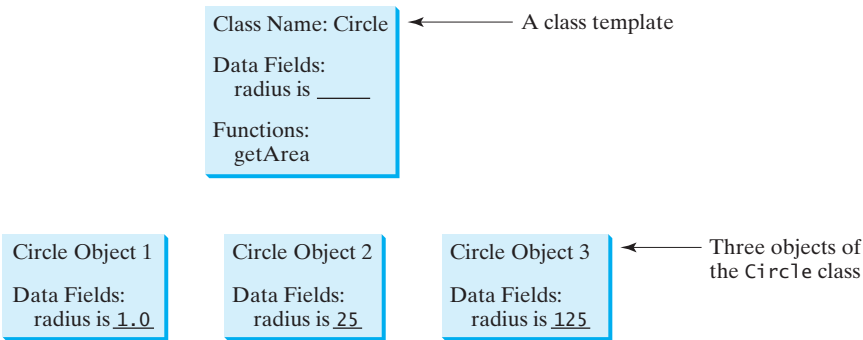 Class Name: Circle
A class template
Data Fields:
radius is _____
Functions:
getArea
Circle Object 1
Data Fields:
radius is 1.0
Circle Object 2
Data Fields:
radius is 25
Circle Object 3
Data Fields:
radius is 125
Three objects of
the Circle class